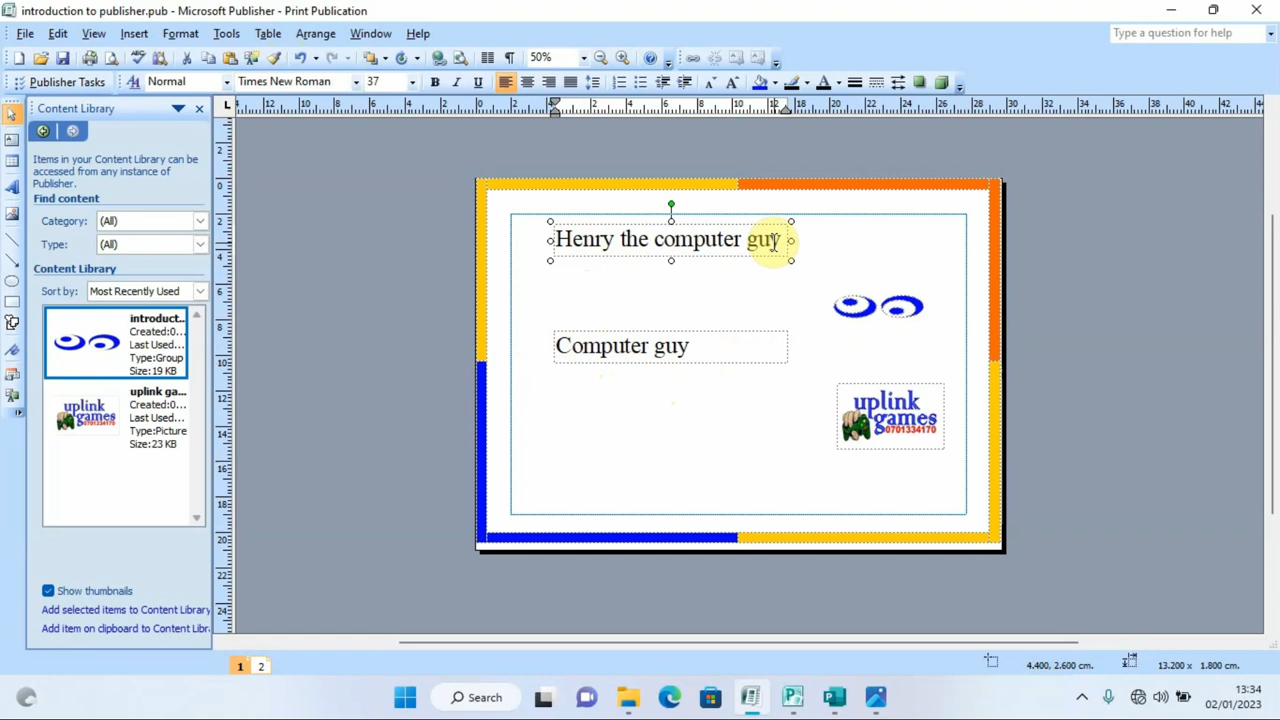 introduction to publisher.pub - Microsoft Publisher - Print Publication
File Edit View Insert Format Tools Table Arrange Window Help
Type a question for help
50%
Publisher Tasks Normal Times New Roman 37
Content Library
Items in your Content Library can be
accessed from any instance of
Publisher.
Find content
Category: (All)
Type: (All)
Content Library
Sort by: Most Recently Used
introduct...
Created:0...
Last Used...
Type:Group
Size:19 KB
uplink ga...
Created:0...
Last Used...
Type:Picture
Size:23 KB
uplink
games
Show thumbnails
Add selected items to Content Library
Add item on clipboard to Content Libr
Henry the computer guy
Computer guy
uplink
games
0701334170
1 2
4.400, 2.600 cm.
13.200 x 1.800 cm.
Search
13:34
02/01/2023